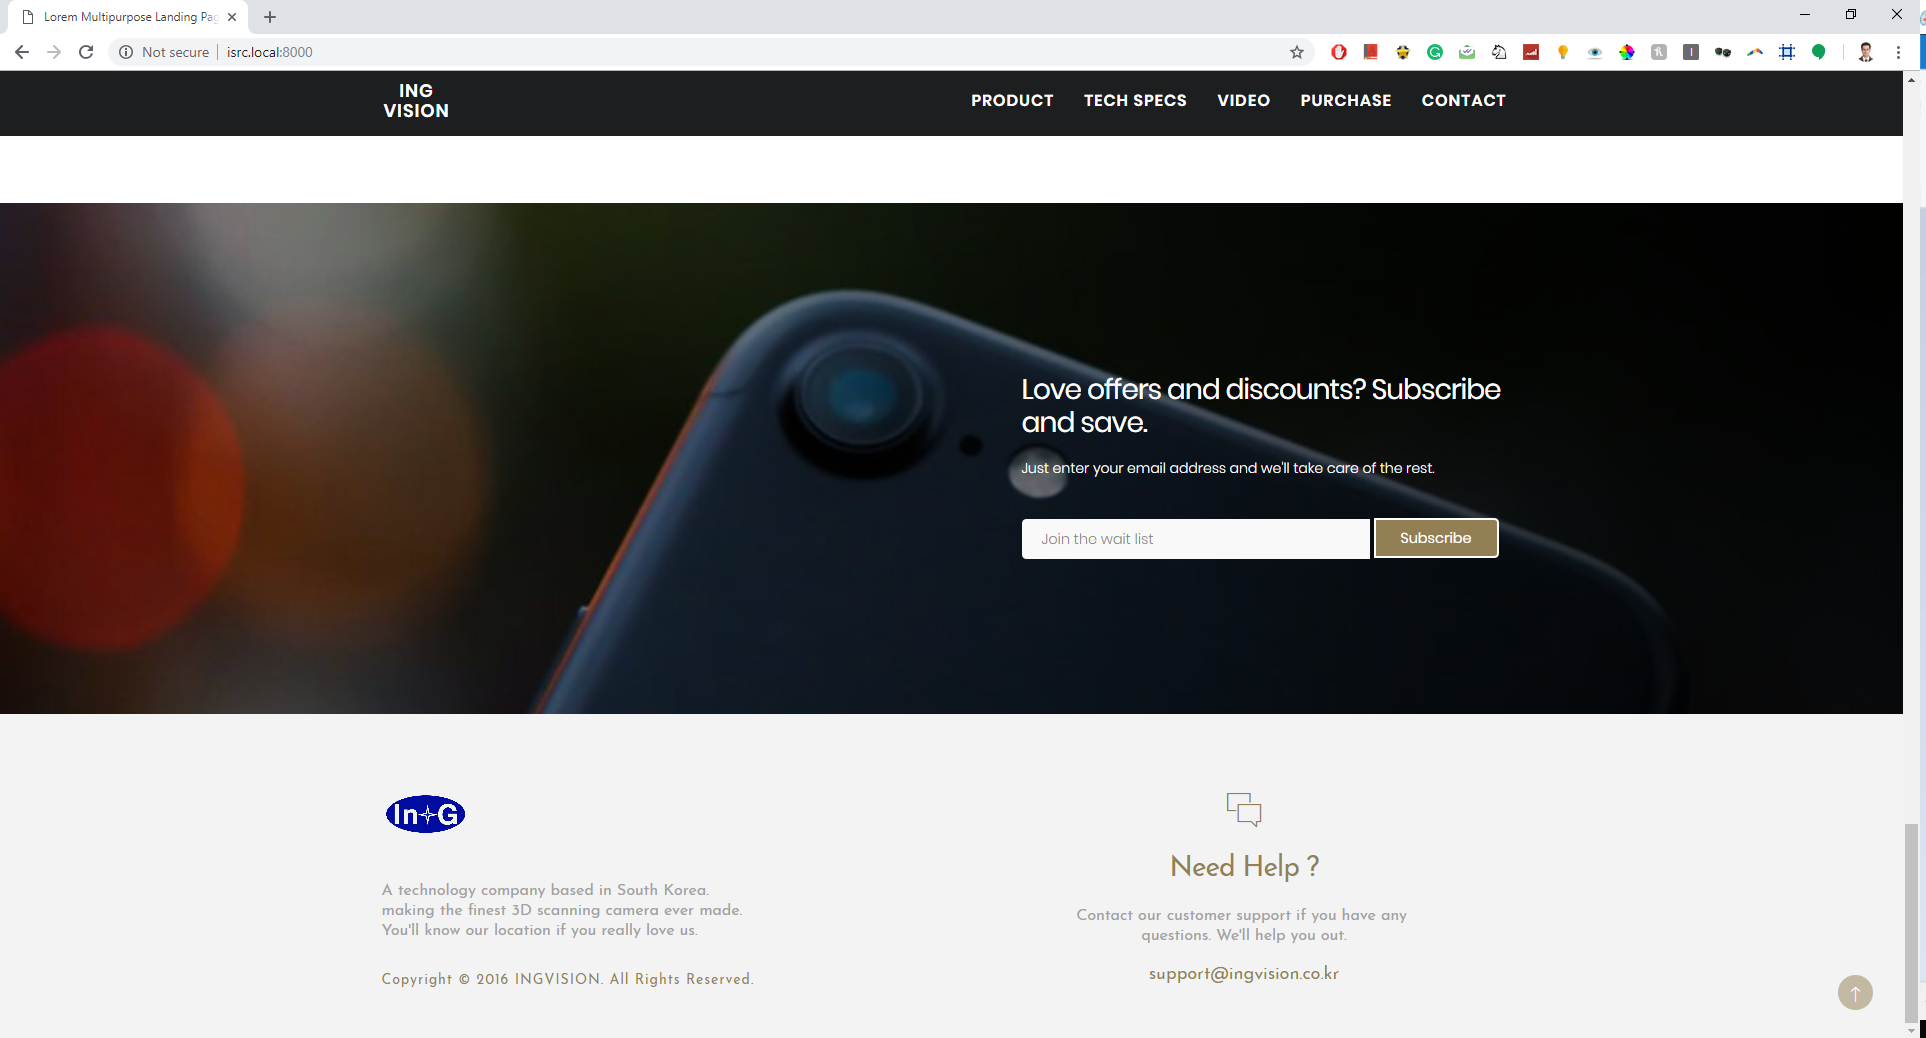 Lorem Multipurpose Landing Pag
Not secure
isrc.local:8000
ING
VISION
PRODUCT
TECH SPECS
VIDEO
PURCHASE
CONTACT
Love offers and discounts? Subscribe
and save.
Just enter your email address and we'll take care of the rest.
Join the wait list
Subscribe
In G
A technology company based in South Korea.
making the finest 3D scanning camera ever made.
You'll know our location if you really love us.
Copyright © 2016 INGVISION. All Rights Reserved.
Need Help ?
Contact our customer support if you have any
questions. We'll help you out.
support@ingvision.co.kr